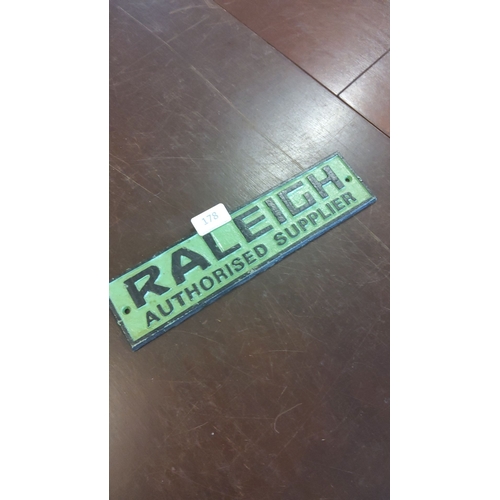 178
RALEIGH
AUTHORISED SUPPLIER